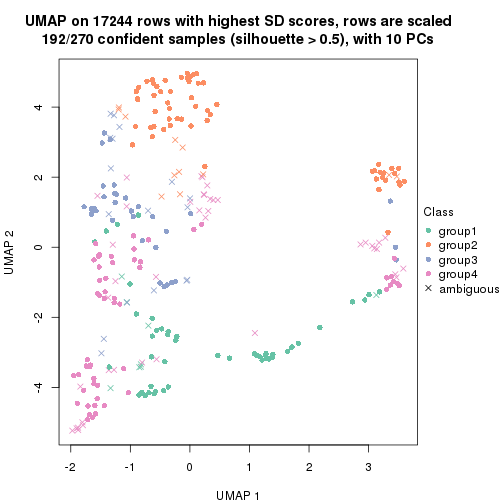 UMAP on 17244 rows with highest SD scores, rows are scaled
192/270 confident samples (silhouette > 0.5), with 10 PCs
4
2
0
-2
-4
UMAP 2
-2
-1
0
1
2
3
UMAP 1
Class
group1
group2
group3
group4
ambiguous